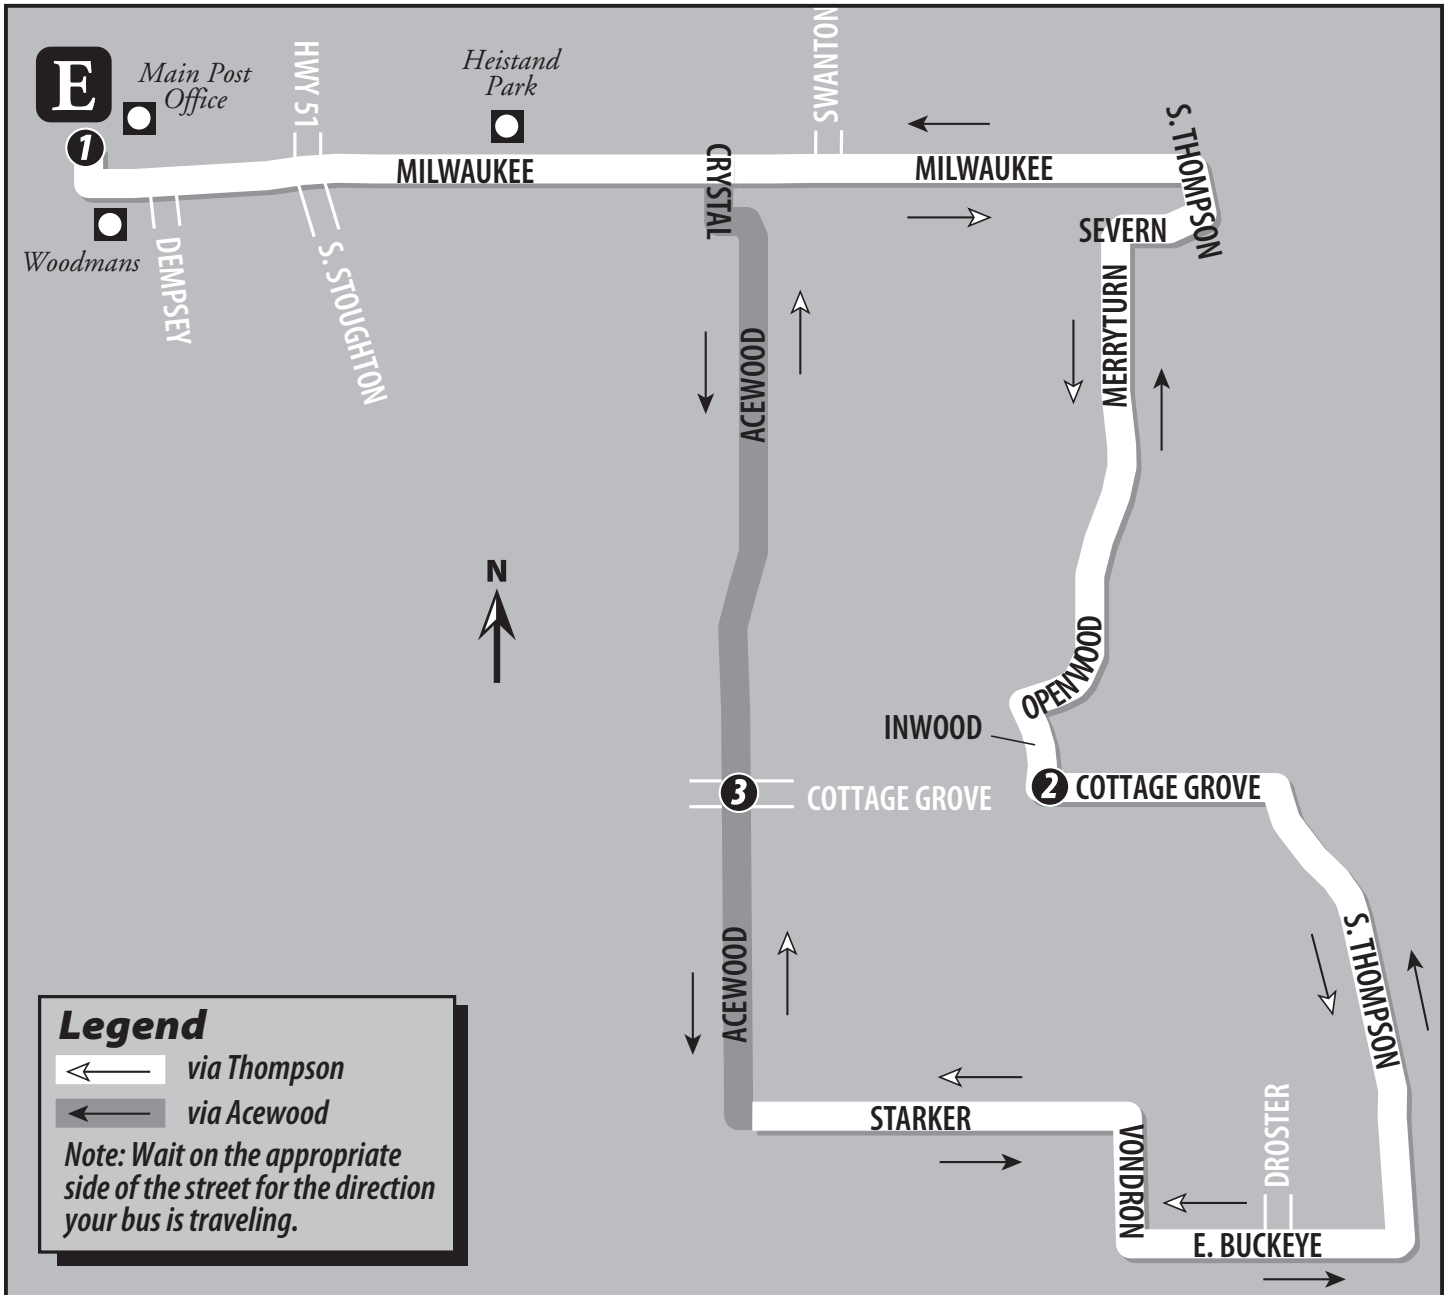 E
Main Post
Office
1
HWY 51
Heistand
Park
SWANTON
S. THOMPSON
MILWAUKEE
CRYSTAL
MILWAUKEE
Woodmans
DEMPSEY
S. STOUGHTON
SEVERN
MERRYTURN
ACEWOOD
N
OPENWOOD
INWOOD
3
COTTAGE GROVE
2
COTTAGE GROVE
S. THOMPSON
ACEWOOD
STARKER
VONDRON
DROSTER
E. BUCKEYE
Legend
via Thompson
via Acewood
Note: Wait on the appropriate
side of the street for the direction
your bus is traveling.